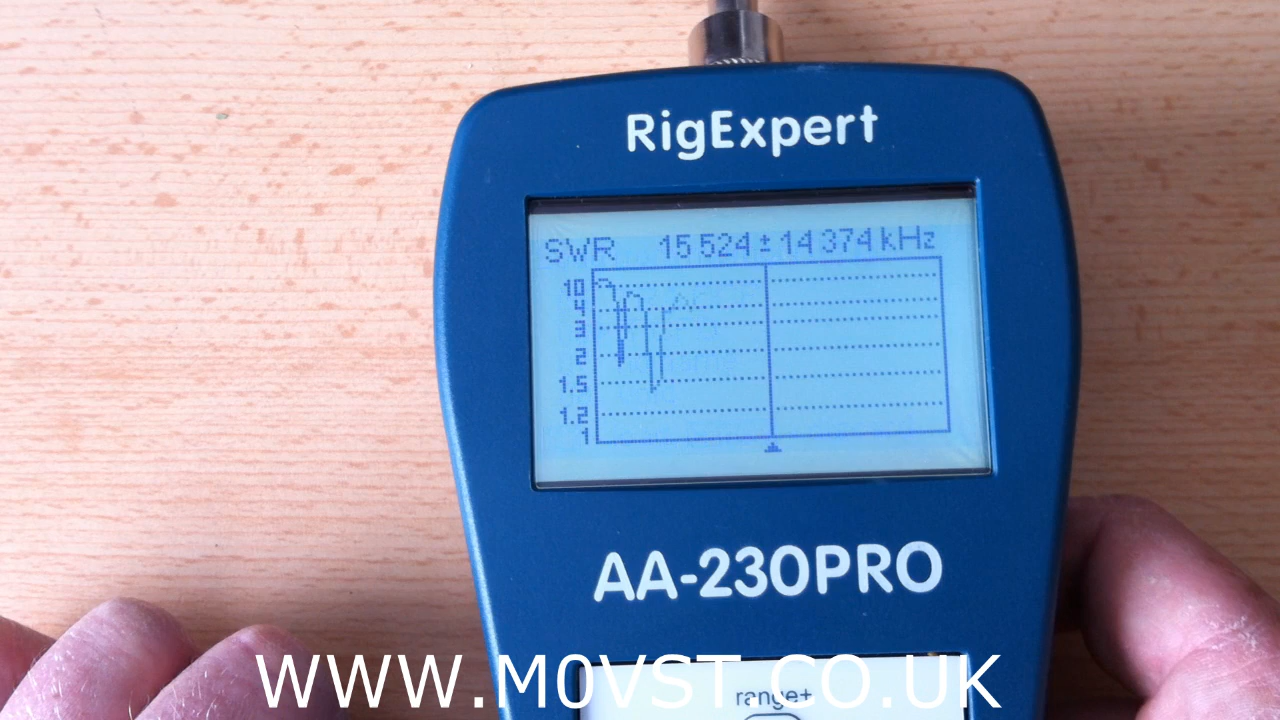 RigExpert
SWR 15 524 ± 14 374 kHz
10
4
3
2
1.5
1.2
1
AA-230PRO
WWW.M0VST.CO.UK
range+